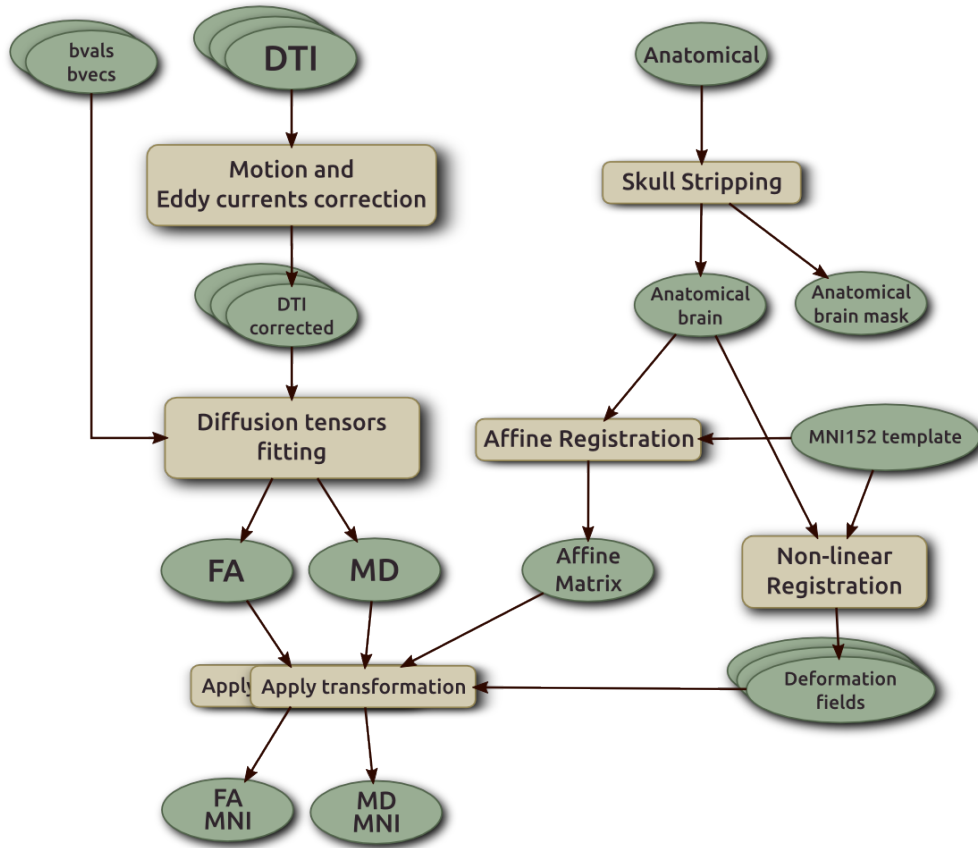 bvals
bvecs
DTI
Anatomical
Motion and
Eddy currents correction
Skull Stripping
DTI
corrected
Anatomical
brain
Anatomical
brain mask
Diffusion tensors
fitting
Affine Registration
MNI152 template
FA
MD
Affine
Matrix
Non-linear
Registration
Apply
Apply transformation
Deformation
fields
FA
MNI
MD
MNI